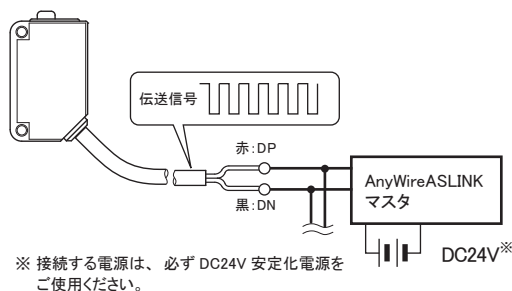 伝送信号
赤:DP
黒:DN
AnyWireASLINK
マスタ
DC24V※
※ 接続する電源は、必ず DC24V 安定化電源を
ご使用ください。